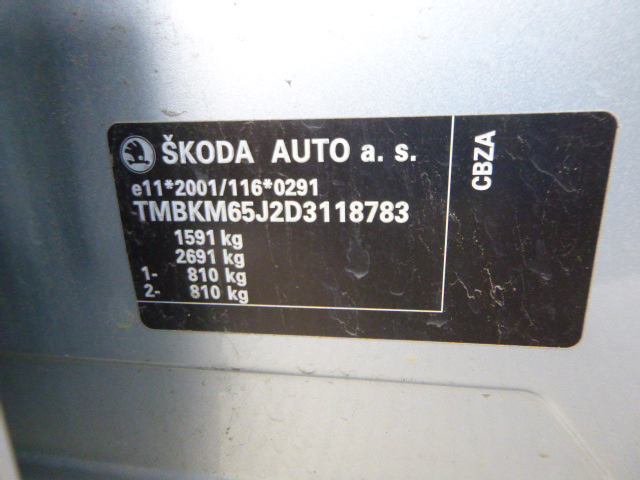 ŠKODA AUTO a. s.
e11*2001/116*0291
TMBKM65J2D3118783
1591 kg
2691 kg
1- 810 kg
2- 810 kg
CBZA